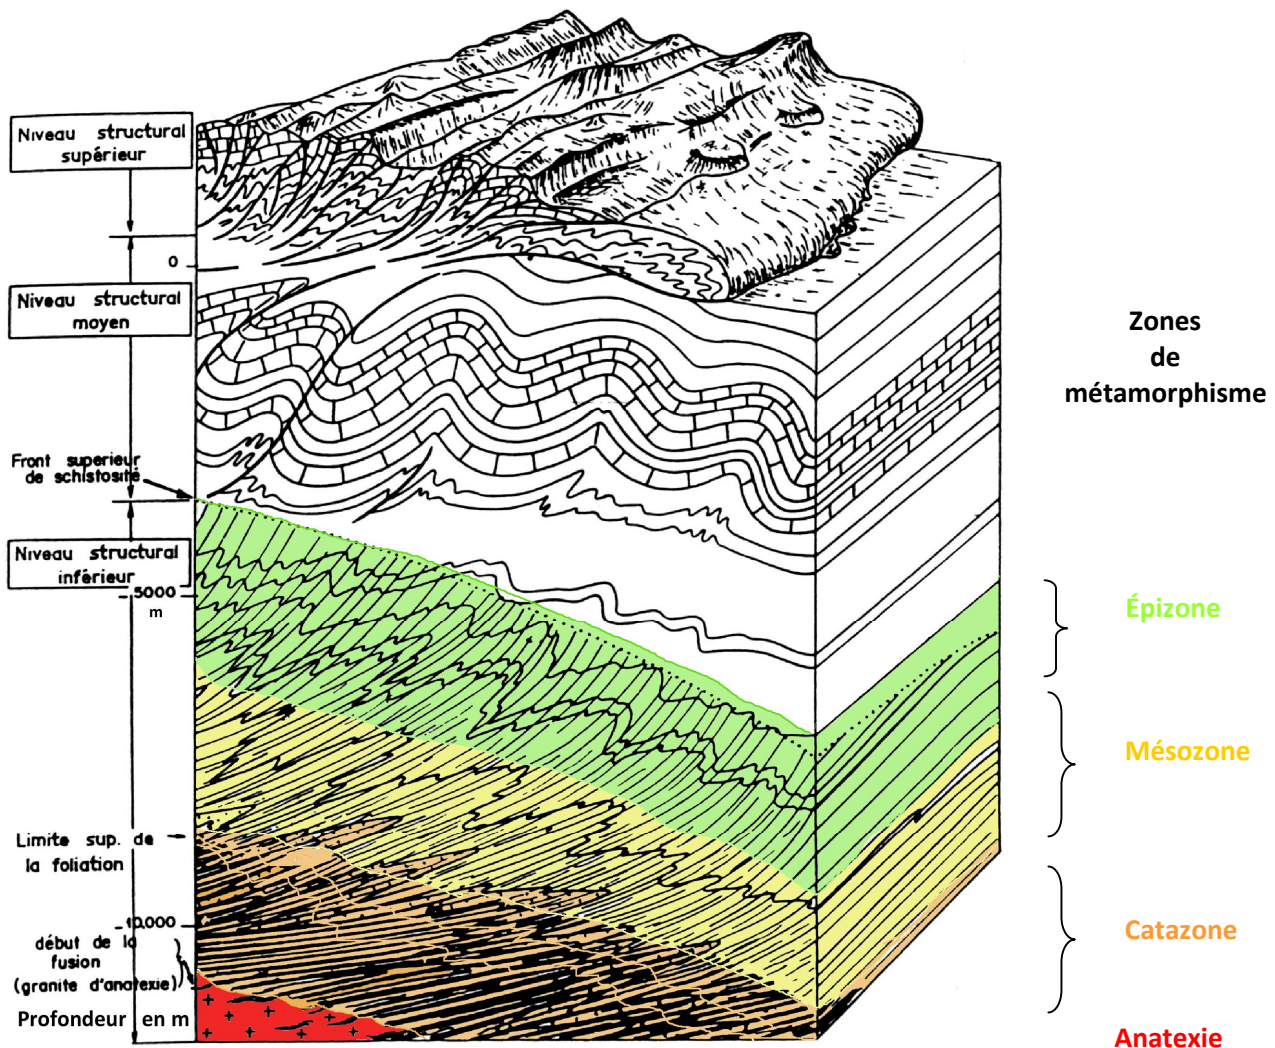 Niveau structural
supérieur
0
Niveau structural
moyen
Front superieur
de schistosité
Niveau structural
inférieur
-5000
m
Limite sup. de
la foliation
-10.000
début de la
fusion
(granite d'anatexie)
Profondeur en m
Zones
de
métamorphisme
Épizone
Mésozone
Catazone
Anatexie